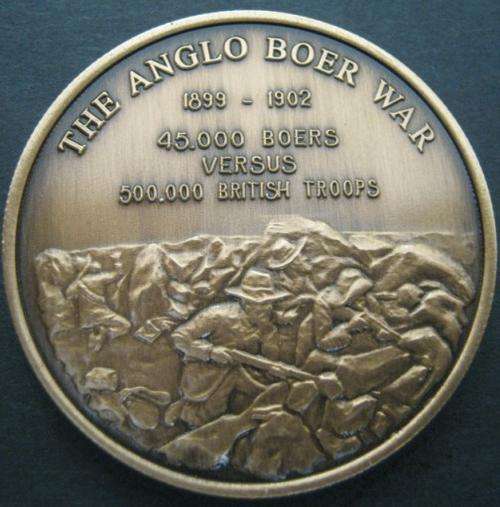 THE ANGLO BOER WAR
1899 - 1902
45.000 BOERS
VERSUS
500.000 BRITISH TROOPS